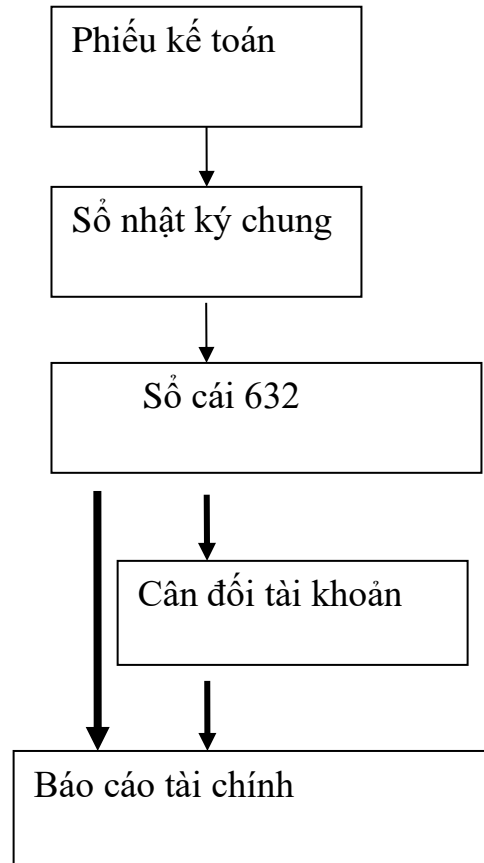 Phiếu kế toán
Sổ nhật ký chung
Sổ cái 632
Cân đối tài khoản
Báo cáo tài chính